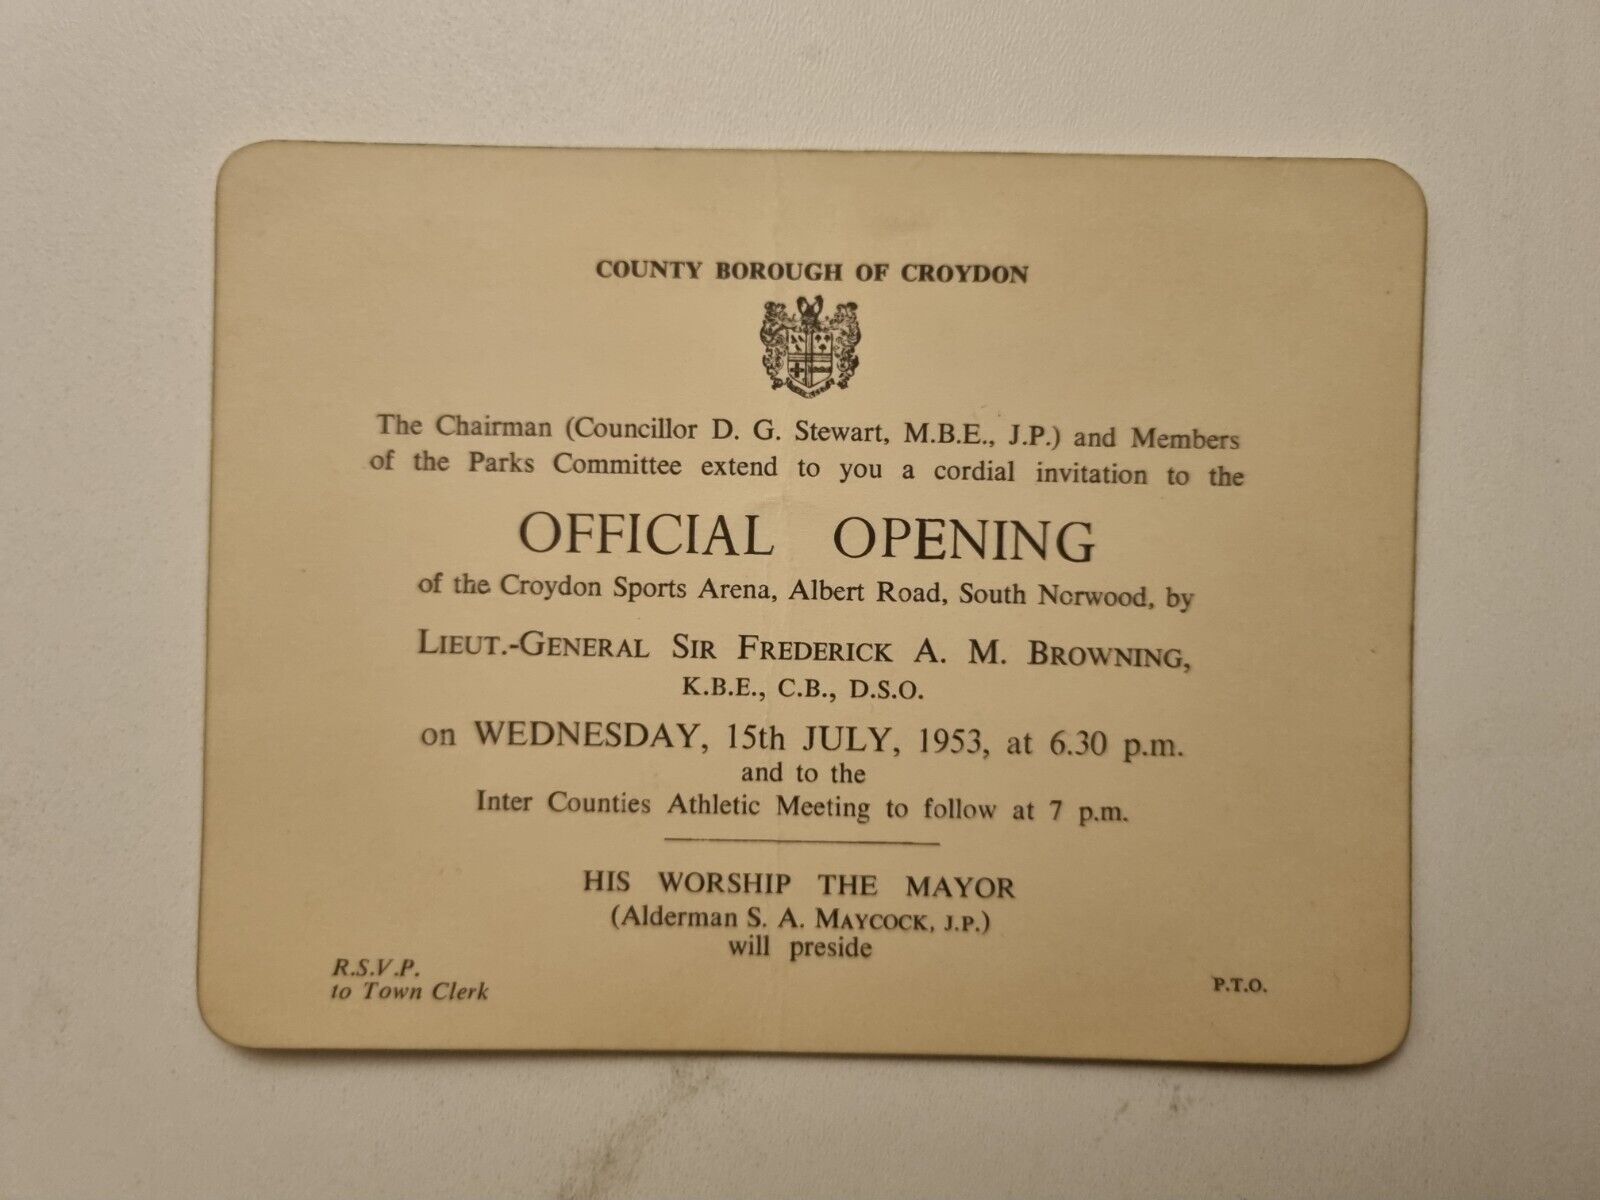 COUNTY BOROUGH OF CROYDON
The Chairman (Councillor D. G. Stewart, M.B.E., J.P.) and Members
of the Parks Committee extend to you a cordial invitation to the
OFFICIAL OPENING
of the Croydon Sports Arena, Albert Road, South Norwood, by
LIEUT.-GENERAL SIR FREDERICK A. M. BROWNING,
K.B.E., C.B., D.S.O.
on WEDNESDAY, 15th JULY, 1953, at 6.30 p.m.
and to the
Inter Counties Athletic Meeting to follow at 7 p.m.
HIS WORSHIP THE MAYOR
(Alderman S. A. MAYCOCK, J.P.)
will preside
R.S.V.P.
to Town Clerk
P.T.O.